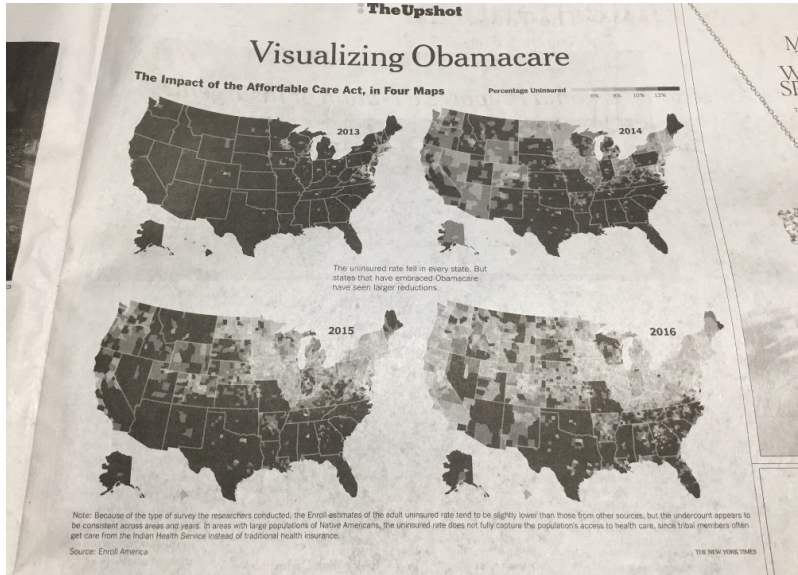 TheUpshot
Visualizing Obamacare
The Impact of the Affordable Care Act, in Four Maps
Percentage Uninsured
6% 8% 10% 12%
2013
2014
The uninsured rate fell in every state. But
states that have embraced Obamacare
have seen larger reductions.
2015
2016
Note: Because of the type of survey the researchers conducted, the Enroll estimates of the adult uninsured rate tend to be slightly lower than those from other sources, but the undercount appears to
be consistent across areas and years. In areas with large populations of Native Americans, the uninsured rate does not fully capture the population's access to health care, since tribal members often
get care from the Indian Health Service instead of traditional health insurance.
Source: Enroll America
THE NEW YORK TIMES